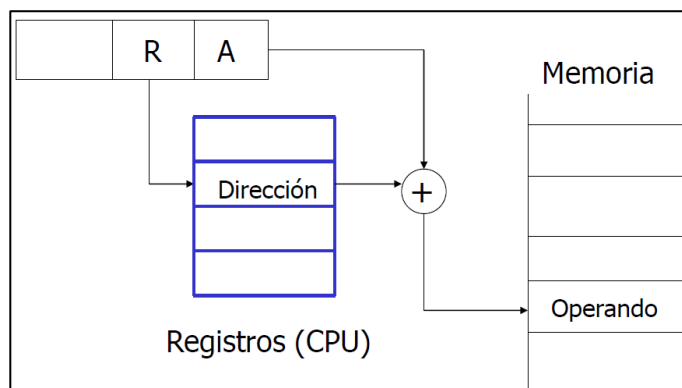 R A
Memoria
Dirección
+
Operando
Registros (CPU)